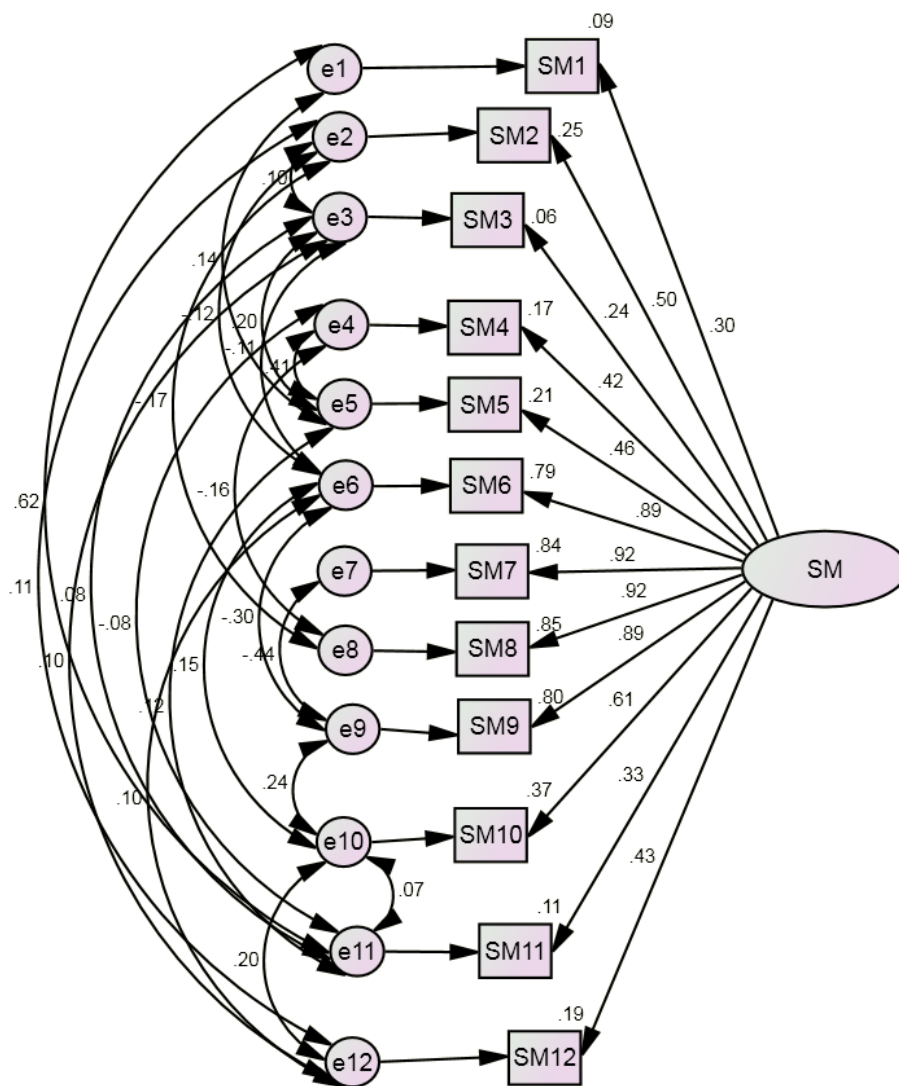 .09
e1
SM1
e2
SM2
.25
.10
e3
SM3
.06
.14
-.12
.20
-.11
.41
e4
SM4
.17
.24
.50
.30
-.17
e5
SM5
.21
.42
.46
-.16
e6
SM6
.79
.89
.62
.11
.08
-.08
-.30
e7
SM7
.84
.92
SM
-.44
e8
SM8
.85
.92
.89
.10
.15
.12
e9
SM9
.80
.61
.24
.10
e10
SM10
.37
.33
.07
.43
e11
SM11
.11
.20
e12
SM12
.19